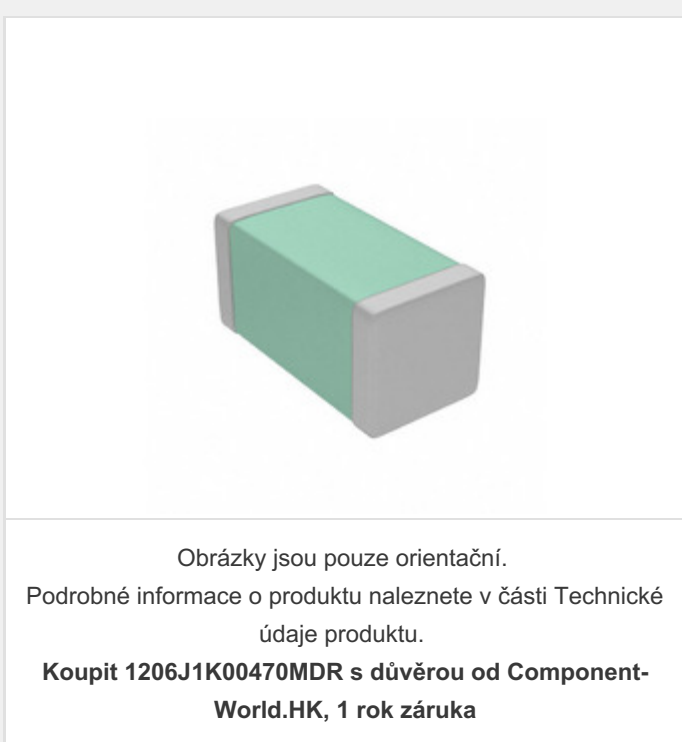 Obrázky jsou pouze orientační.
Podrobné informace o produktu naleznete v části Technické
údaje produktu.
Koupit 1206J1K00470MDR s důvěrou od Component-
World.HK, 1 rok záruka